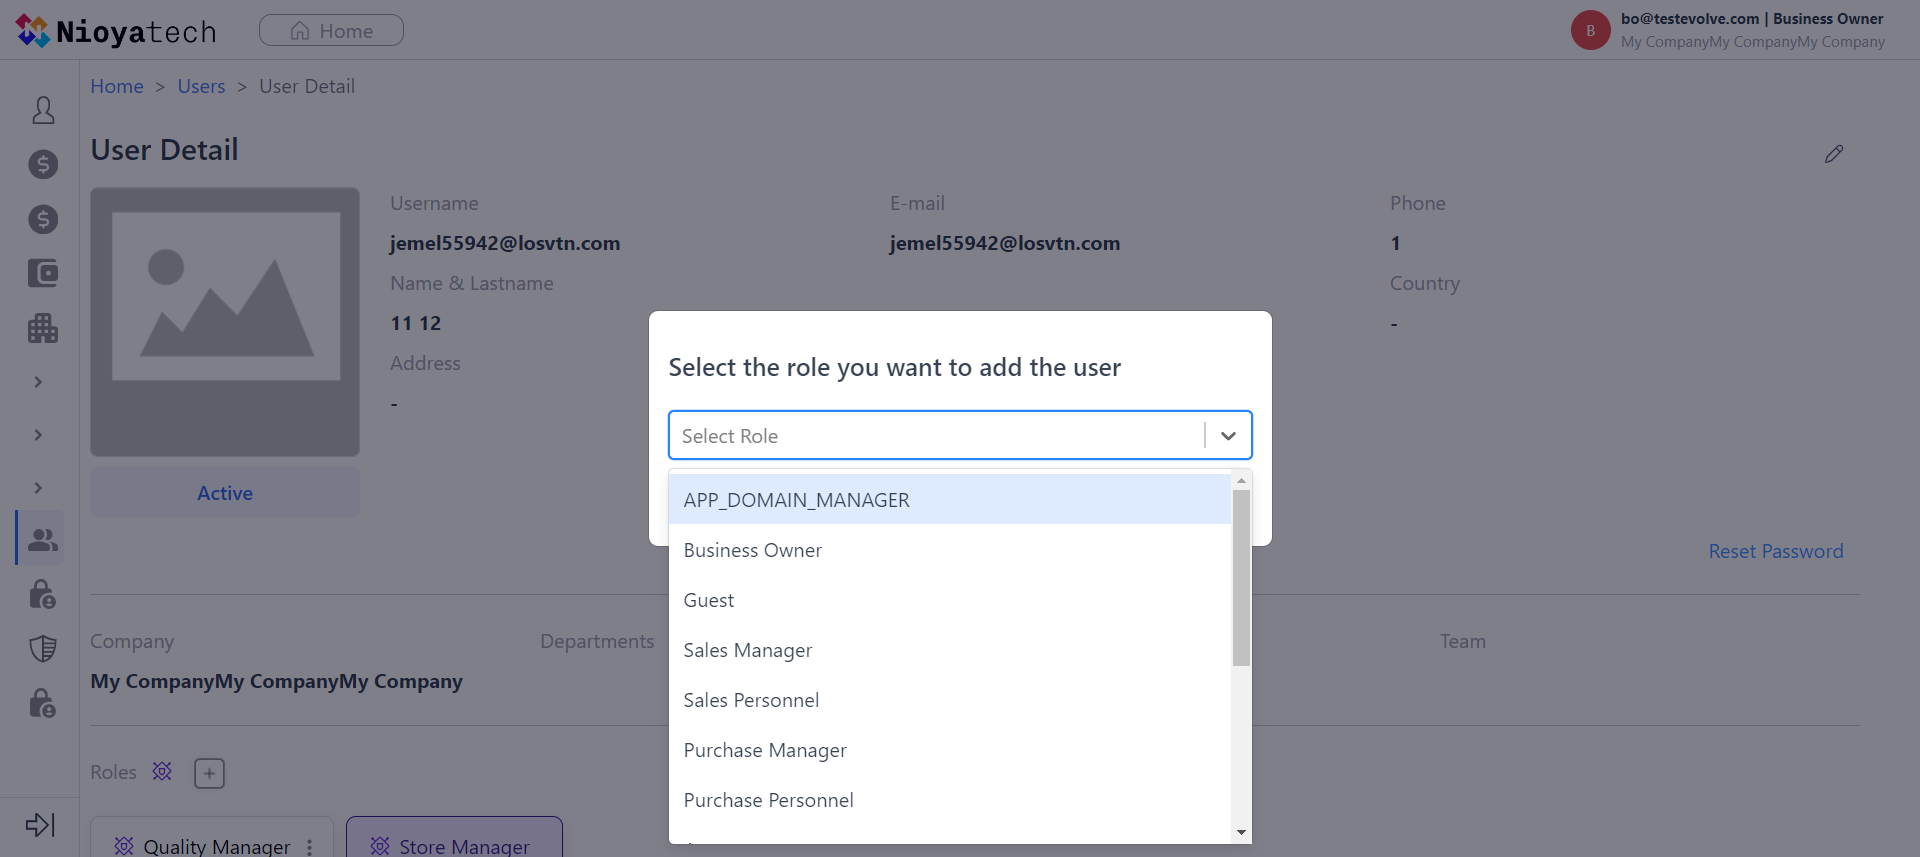 Nioyatech
Home
bo@testevolve.com | Business Owner
B
My CompanyMy CompanyMy Company
Home > Users > User Detail
User Detail
Username
E-mail
Phone
jemel55942@losvtn.com
jemel55942@losvtn.com
1
Name & Lastname
Country
11 12
-
Address
-
Active
Select the role you want to add the user
Select Role
APP_DOMAIN_MANAGER
Business Owner
Guest
Sales Manager
Sales Personnel
Purchase Manager
Purchase Personnel
Reset Password
Company
Departments
Team
My CompanyMy CompanyMy Company
Roles
Quality Manager
Store Manager